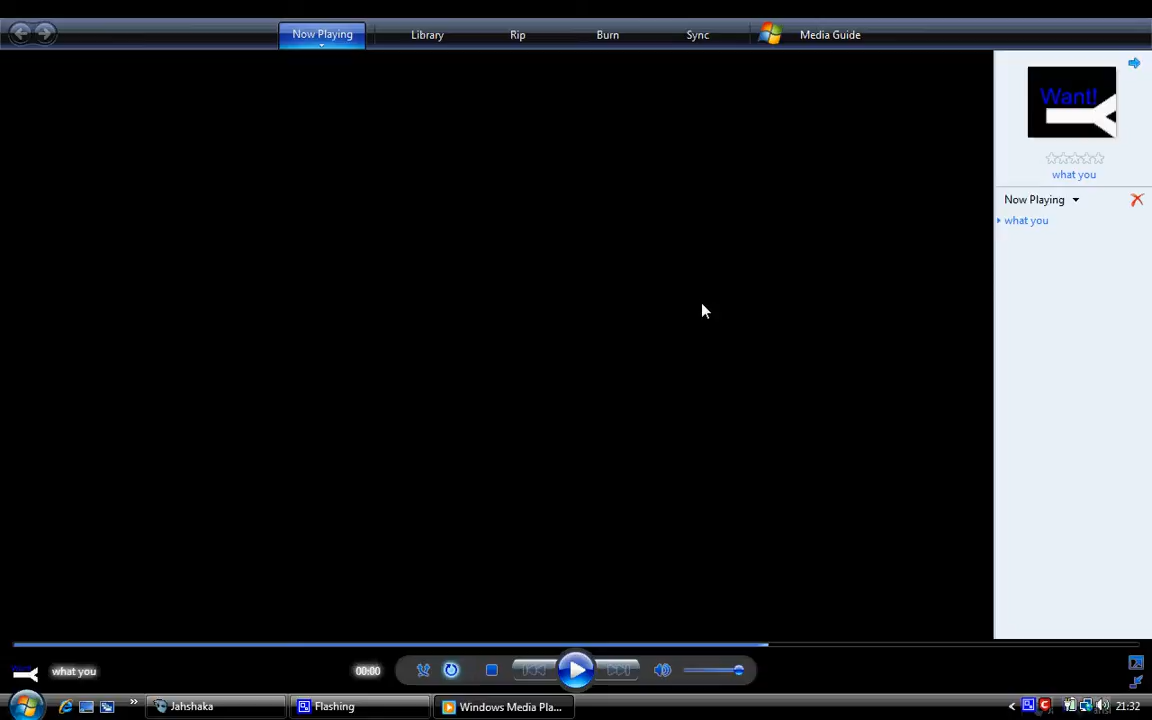 Now Playing
Library
Rip
Burn
Sync
Media Guide
Want!
what you
Now Playing
what you
what you
00:00
Jahshaka
Flashing
Windows Media Pla...
21:32